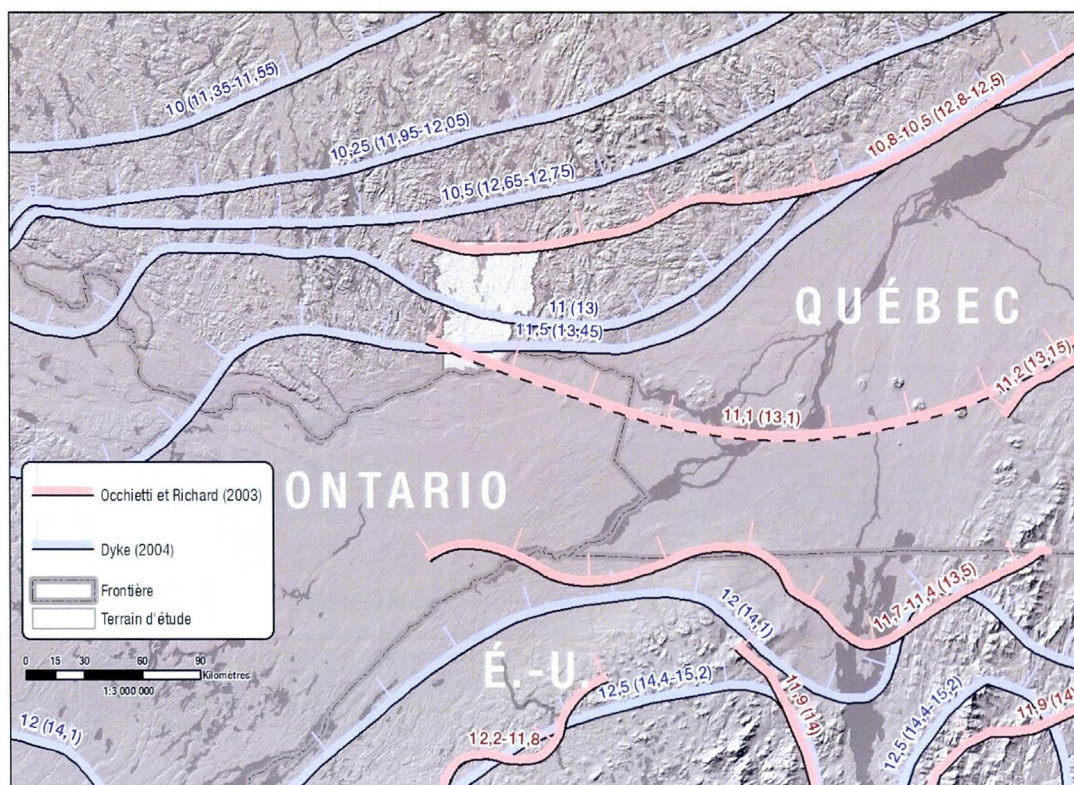 10 (11,35-11,55)
10,25 (11,95-12,05)
10,5 (12,65-12,75)
10,8-10,5 (12,8-12,5)
11 (13)
11,5 (13,45)
QUÉBEC
11,2 (13,15)
11,1 (13,1)
ONTARIO
Occhietti et Richard (2003)
Dyke (2004)
Frontière
Terrain d'étude
0 15 30 60 90
Kilomètres
1:3 000 000
11,7-11,4 (13,5)
12 (14,1)
É.-U.
12,5 (14,4-15,2)
11,9 (14)
12,2-11,8
12 (14,1)
12,5 (14,4-15,2)
11,9 (14)